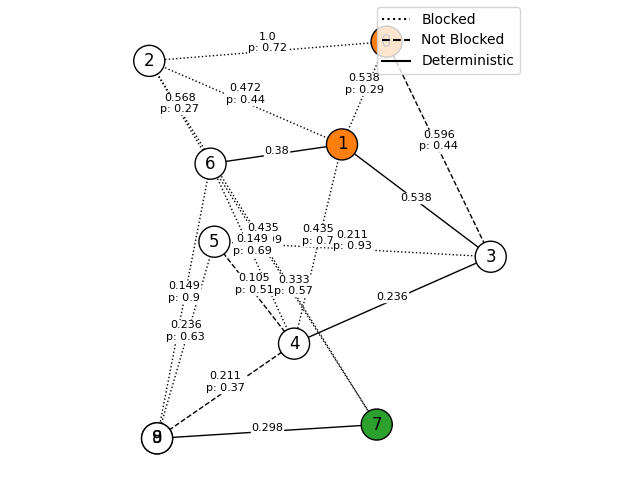 Blocked
Not Blocked
Deterministic
2
1.0
p: 0.72
0.538
p: 0.29
0.472
p: 0.44
0.568
p: 0.27
0.596
p: 0.44
1
6
0.38
0.538
5
0.435
0.149
p: 0.69
0.435
p: 0.7
0.211
p: 0.93
3
0.149
p: 0.9
0.105
p: 0.51
0.333
p: 0.57
0.236
0.236
p: 0.63
4
0.211
p: 0.37
0.298
7